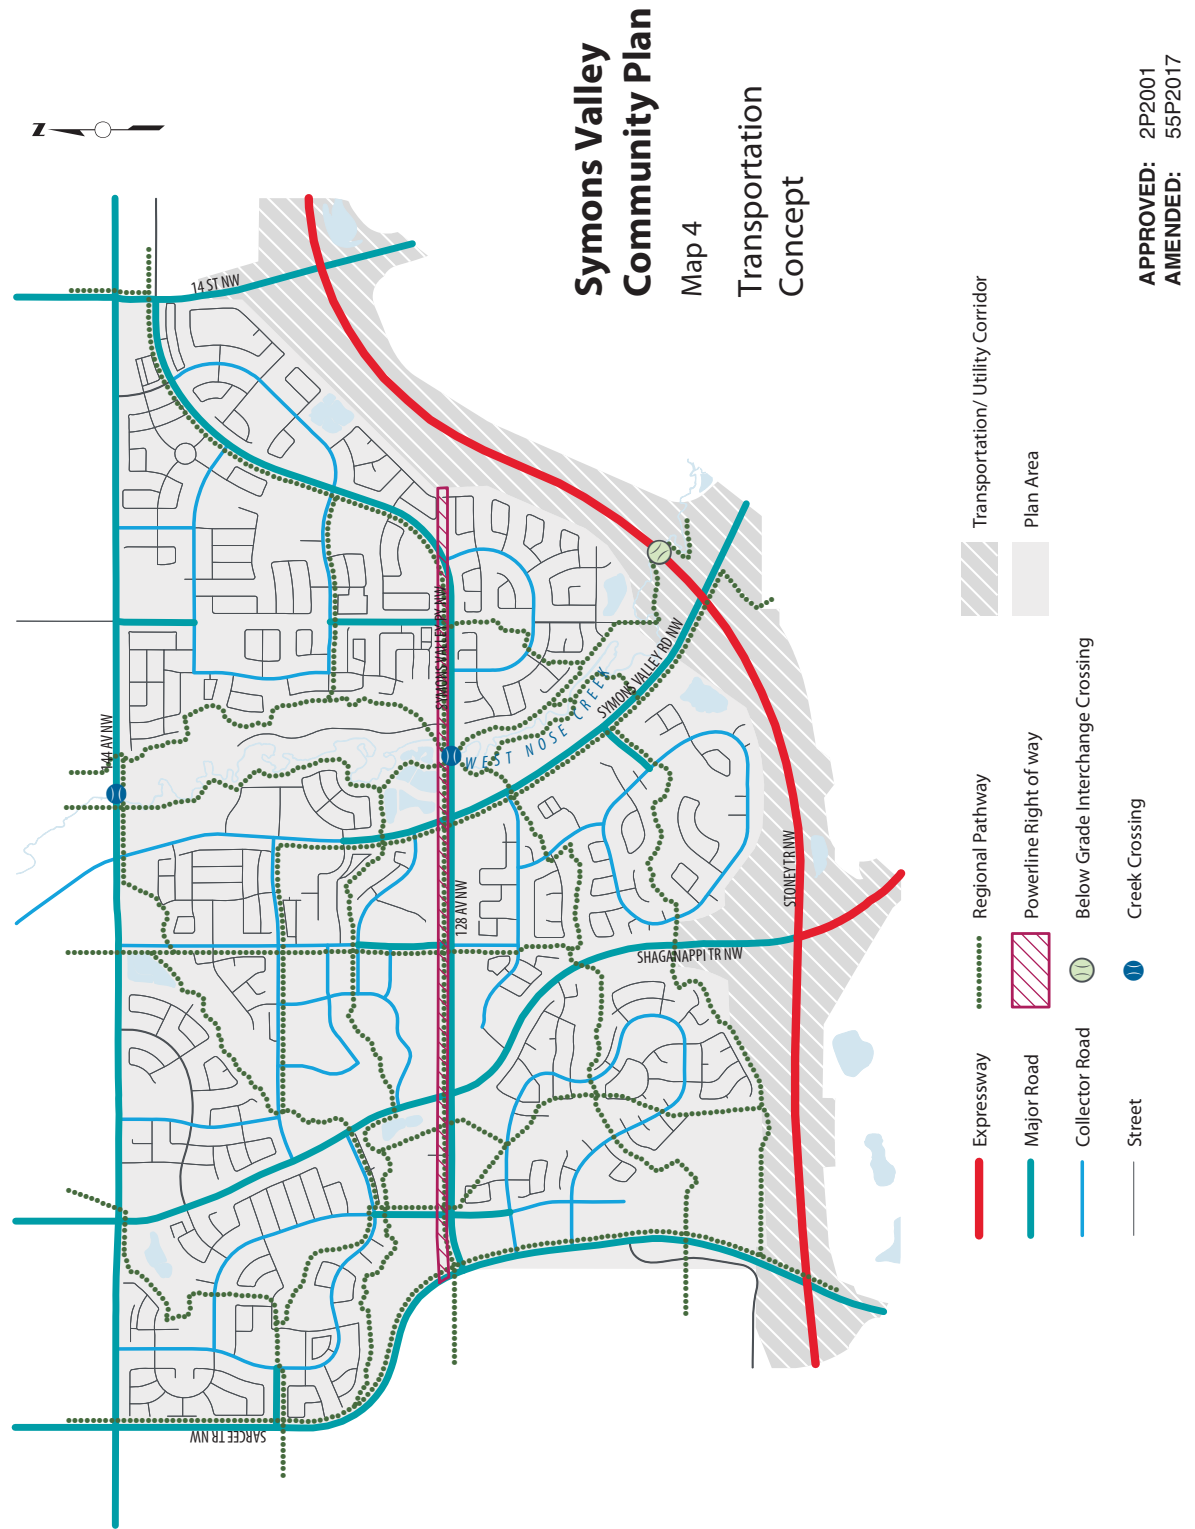 N
144 AV NW
14 ST NW
SARCEE TR NW
SYMONS VALLEY PY NW
128 AV NW
WEST NOSE CREEK
SYMONS VALLEY RD NW
SHAGANAPPI TR NW
STONEY TR NW
Symons Valley
Community Plan
Map 4
Transportation
Concept
Expressway
Major Road
Collector Road
Street
Regional Pathway
Powerline Right of way
Below Grade Interchange Crossing
Creek Crossing
Transportation/ Utility Corridor
Plan Area
APPROVED: 2P2001
AMENDED: 55P2017